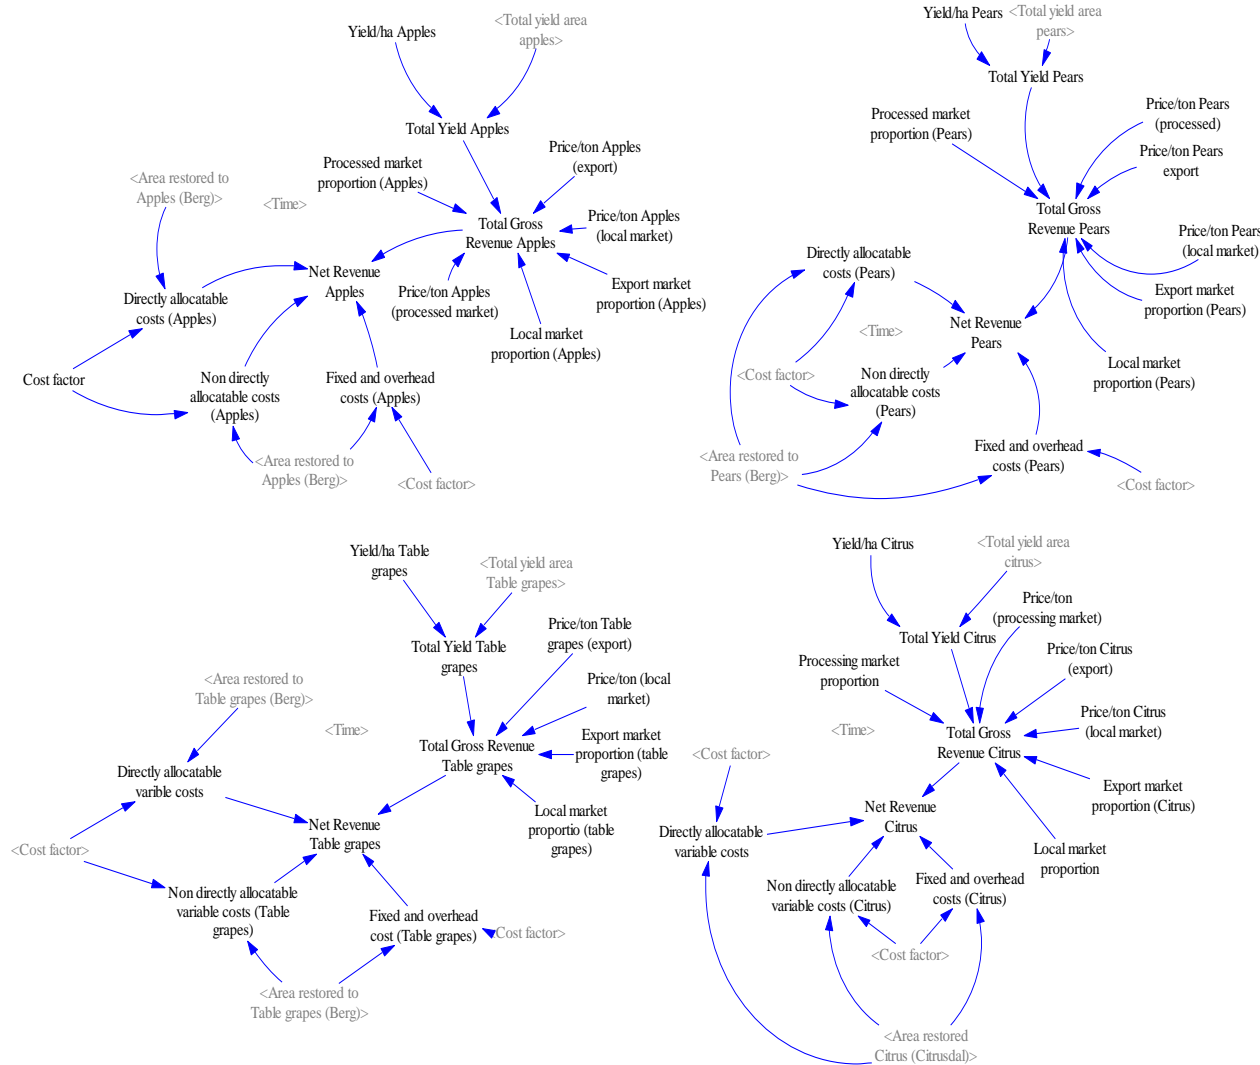 Yield/ha Apples
<Total yield area
apples>
Total Yield Apples
Processed market
proportion (Apples)
Price/ton Apples
(export)
<Area restored to
Apples (Berg)>
<Time>
Total Gross
Revenue Apples
Price/ton Apples
(local market)
Net Revenue
Apples
Price/ton Apples
(processed market)
Export market
proportion (Apples)
Directly allocatable
costs (Apples)
Local market
proportion (Apples)
Cost factor
Non directly
allocatable costs
(Apples)
Fixed and overhead
costs (Apples)
<Area restored to
Apples (Berg)>
<Cost factor>
Yield/ha Pears
<Total yield area
pears>
Total Yield Pears
Processed market
proportion (Pears)
Price/ton Pears
(processed)
Price/ton Pears
export
Total Gross
Revenue Pears
Price/ton Pears
(local market)
Directly allocatable
costs (Pears)
Export market
proportion (Pears)
<Time>
Net Revenue
Pears
Local market
proportion (Pears)
<Cost factor>
Non directly
allocatable costs
(Pears)
<Area restored to
Pears (Berg)>
Fixed and overhead
costs (Pears)
<Cost factor>
Yield/ha Table
grapes
<Total yield area
Table grapes>
Total Yield Table
grapes
Price/ton Table
grapes (export)
<Area restored to
Table grapes (Berg)>
Price/ton (local
market)
<Time>
Total Gross Revenue
Table grapes
Export market
proportion (table
grapes)
Directly allocatable
varible costs
Local market
proportio (table
grapes)
Net Revenue
Table grapes
<Cost factor>
Non directly allocatable
variable costs (Table
grapes)
Fixed and overhead
cost (Table grapes)
Cost factor>
<Area restored to
Table grapes (Berg)>
Yield/ha Citrus
<Total yield area
citrus>
Price/ton
(processing market)
Total Yield Citrus
Processing market
proportion
Price/ton Citrus
(export)
<Time>
Total Gross
Revenue Citrus
Price/ton Citrus
(local market)
<Cost factor>
Export market
proportion (Citrus)
Net Revenue
Citrus
Directly allocatable
variable costs
Local market
proportion
Non directly allocatable
variable costs (Citrus)
Fixed and overhead
costs (Citrus)
<Cost factor>
<Area restored
Citrus (Citrusdal)>